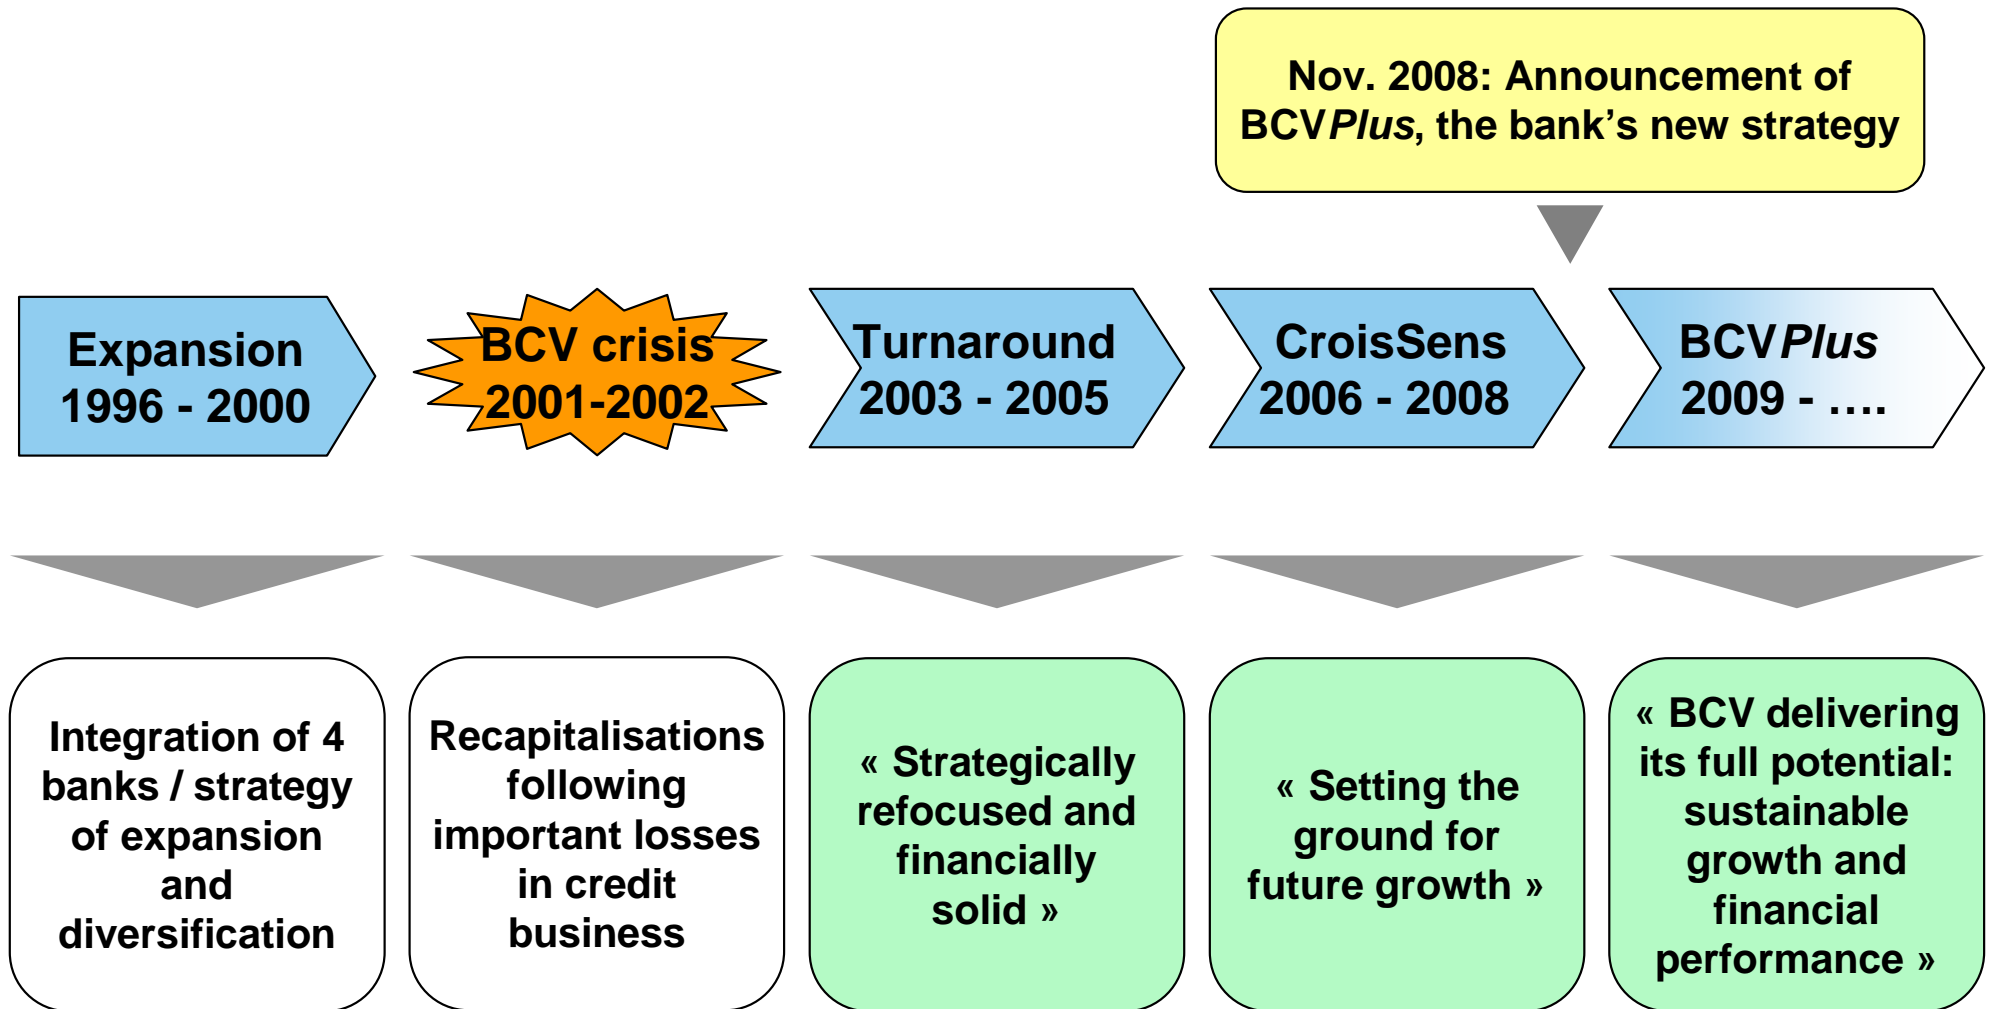 Nov. 2008: Announcement of
BCVPlus, the bank’s new strategy
Expansion
1996 - 2000
BCV crisis
2001-2002
Turnaround
2003 - 2005
CroisSens
2006 - 2008
BCVPlus
2009 - ….
Integration of 4
banks / strategy
of expansion
and
diversification
Recapitalisations
following
important losses
in credit
business
« Strategically
refocused and
financially
solid »
« Setting the
ground for
future growth »
« BCV delivering
its full potential:
sustainable
growth and
financial
performance »